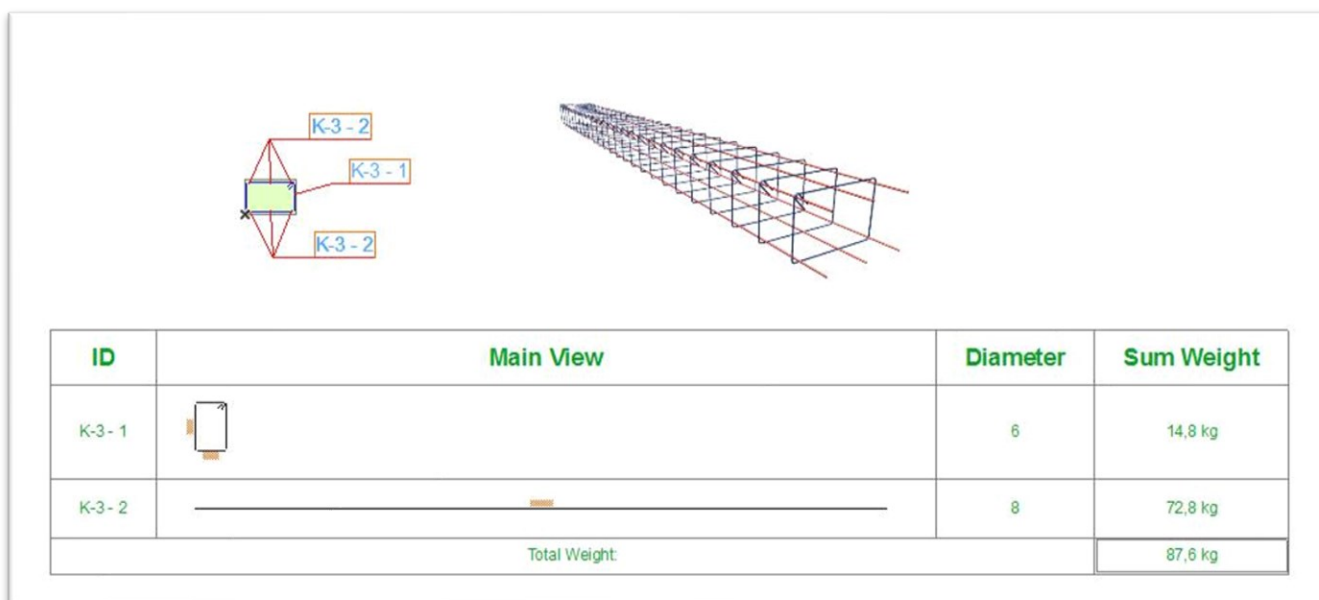 K-3 - 2
K-3 - 1
K-3 - 2
ID Main View Diameter Sum Weight
K-3 - 1 6 14,8 kg
K-3 - 2 8 72,8 kg
Total Weight: 87,6 kg